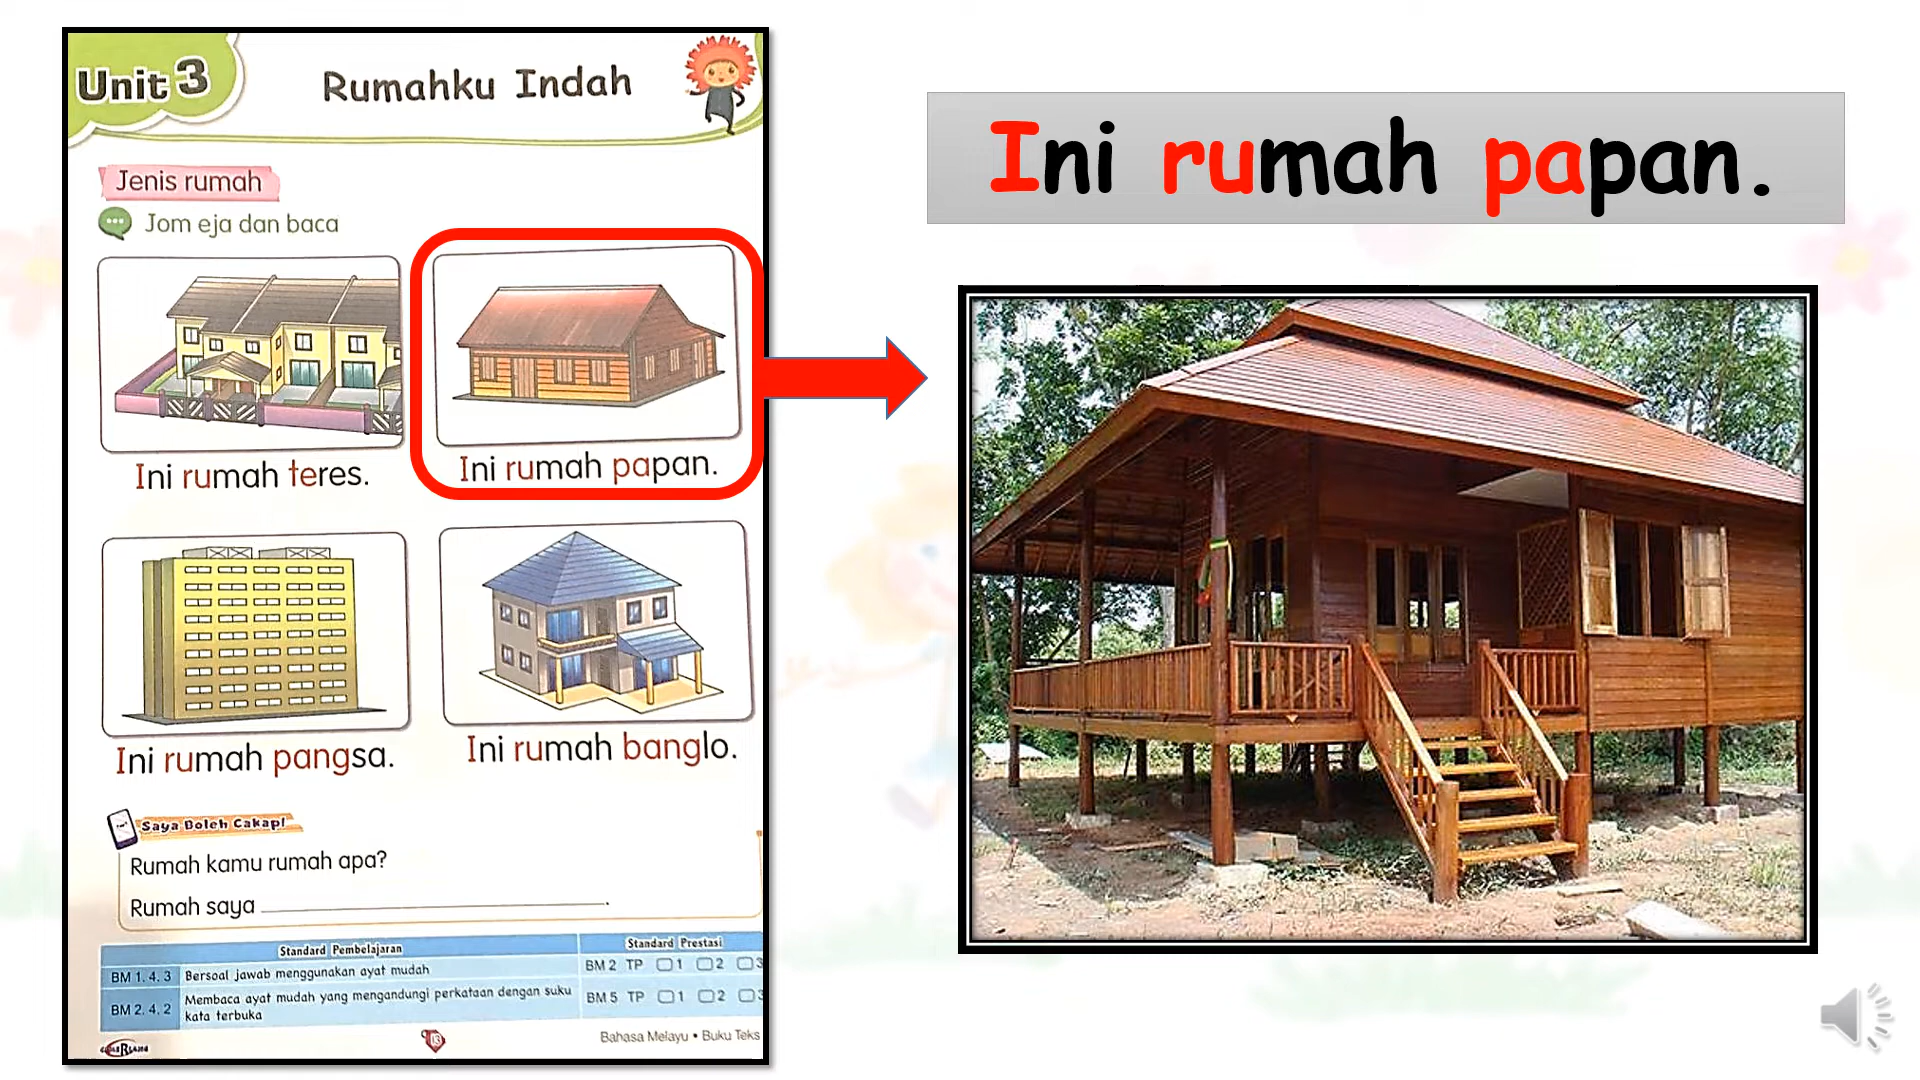 Unit 3
Rumahku Indah
Jenis rumah
Jom eja dan baca
Ini rumah teres.
Ini rumah papan.
Ini rumah pangsa.
Ini rumah banglo.
Saya Boleh Cakap!
Rumah kamu rumah apa?
Rumah saya ______________________.
Standard Pembelajaran
Standard Prestasi
BM 1. 4. 3 Bersoal jawab menggunakan ayat mudah
BM 2 TP 1 2 3
BM 2. 4. 2 Membaca ayat mudah yang mengandungi perkataan dengan suku
kata terbuka
BM 5 TP 1 2 3
Bahasa Melayu • Buku Teks
Ini rumah papan.